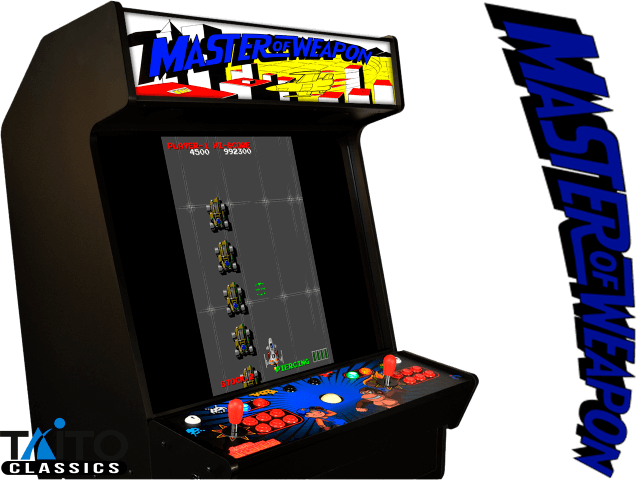 MASTER OF WEAPON
PLAYER-1 HI-SCORE
4500 992300
PIERCING
MASTER OF WEAPON
TAITO
CLASSICS